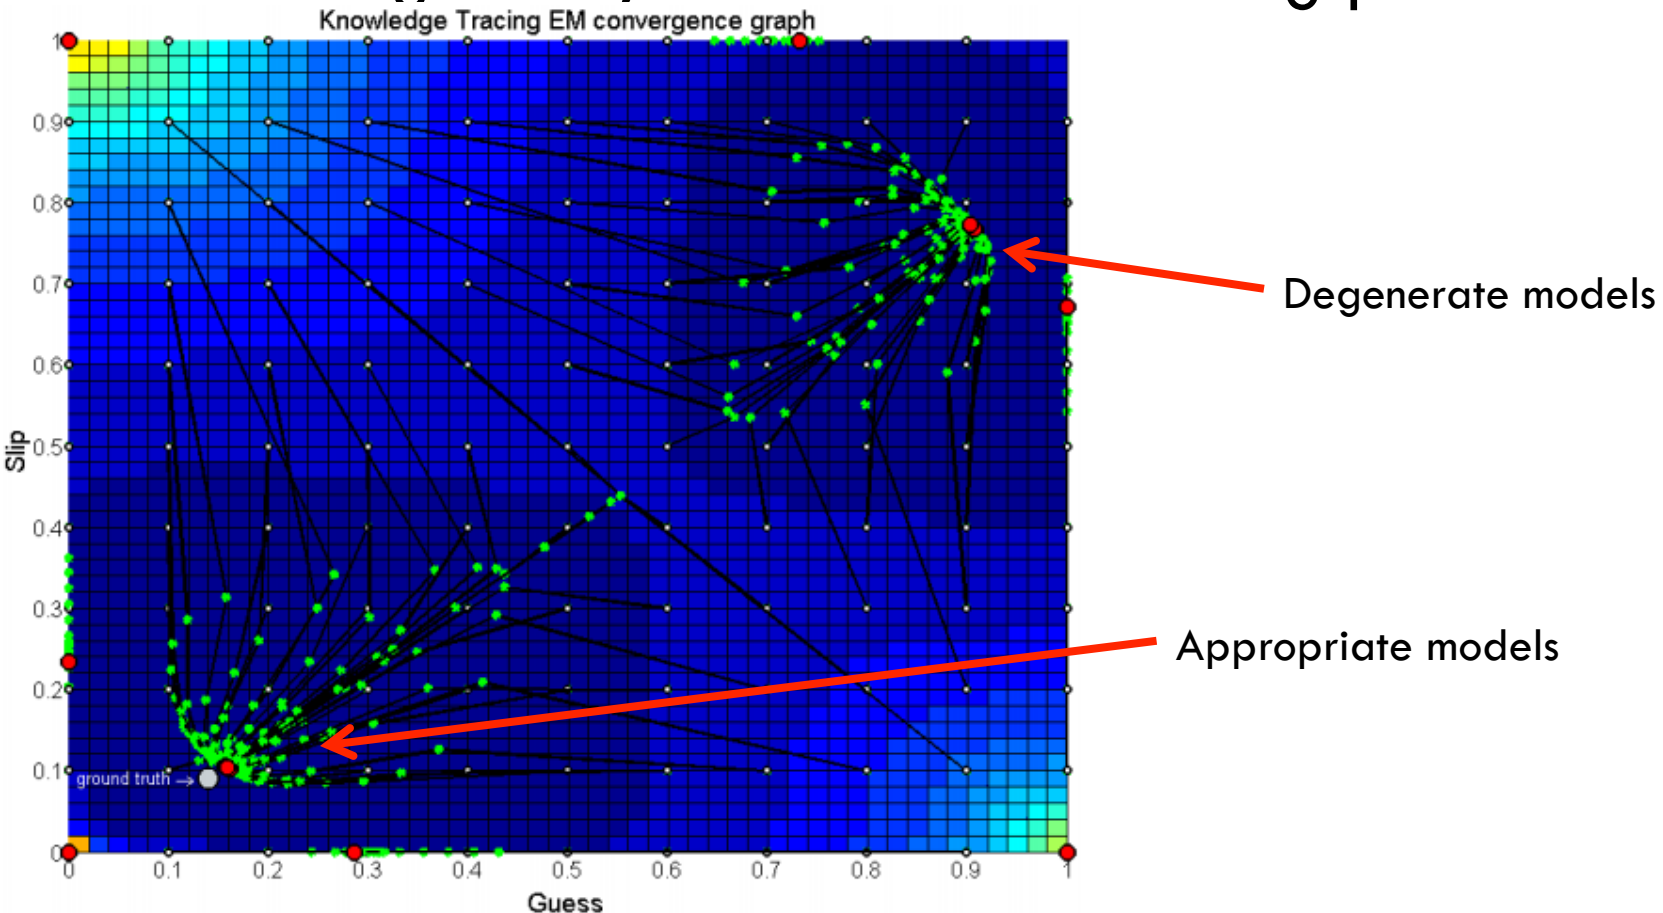 Knowledge Tracing EM convergence graph
1
0.9
0.8
0.7
0.6
0.5
0.4
0.3
0.2
0.1
0
Slip
Degenerate models
Appropriate models
ground truth →
0 0.1 0.2 0.3 0.4 0.5 0.6 0.7 0.8 0.9 1
Guess